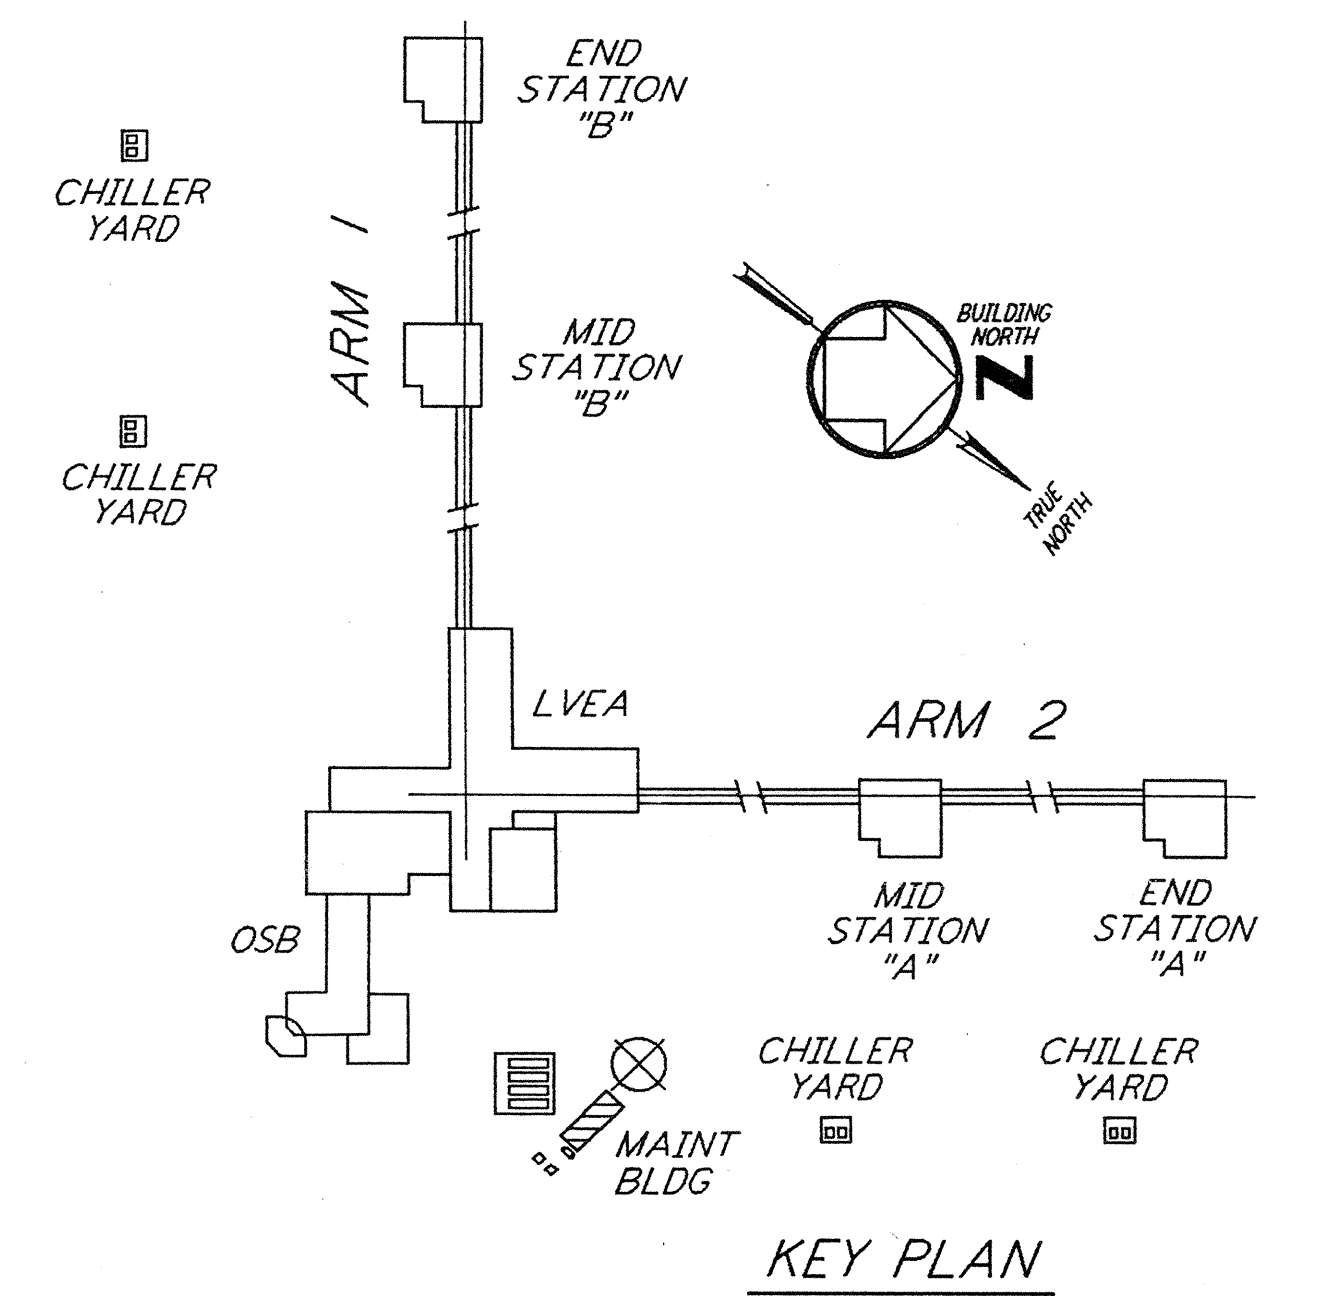 END
STATION
"B"
CHILLER
YARD
ARM 1
BUILDING
NORTH
N
MID
STATION
"B"
CHILLER
YARD
TRUE
NORTH
LVEA
ARM 2
MID
STATION
"A"
END
STATION
"A"
OSB
CHILLER
YARD
CHILLER
YARD
MAINT
BLDG
KEY PLAN